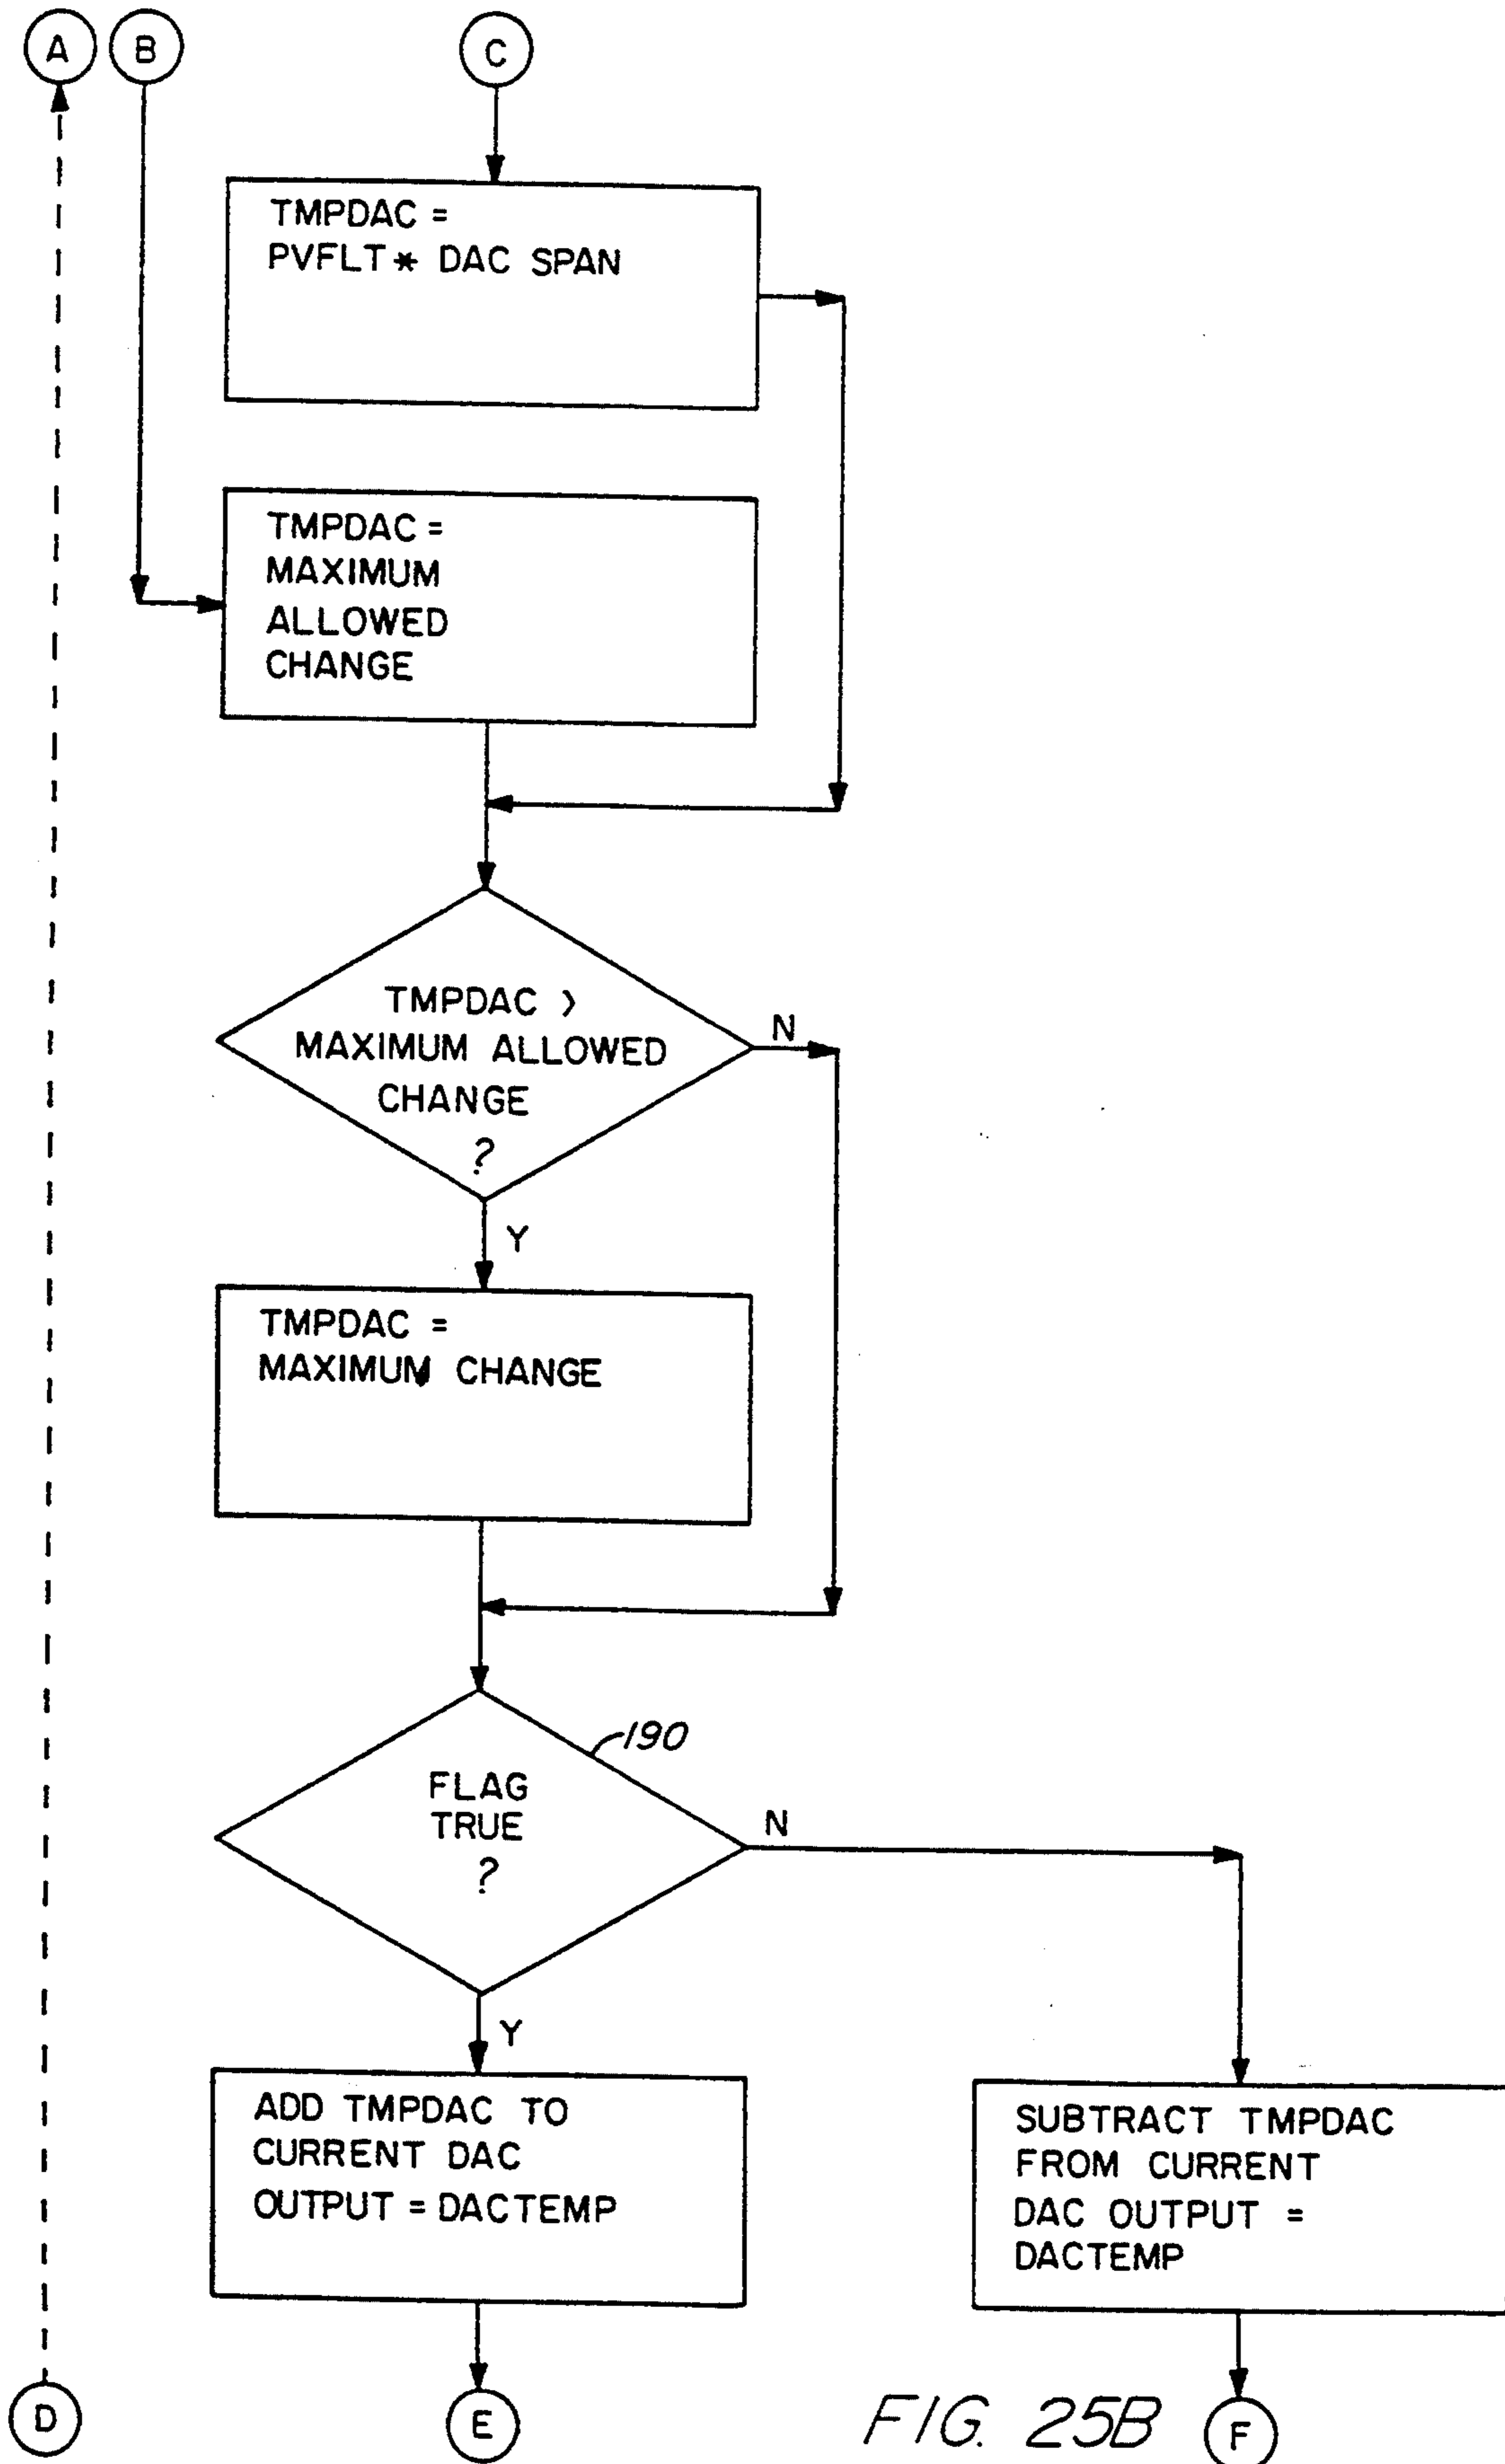 A B C
TMPDAC =
PVFLT * DAC SPAN
TMPDAC =
MAXIMUM
ALLOWED
CHANGE
TMPDAC >
MAXIMUM ALLOWED
CHANGE
?
N
Y
TMPDAC =
MAXIMUM CHANGE
190
FLAG
TRUE
?
N
Y
ADD TMPDAC TO
CURRENT DAC
OUTPUT = DACTEMP
SUBTRACT TMPDAC
FROM CURRENT
DAC OUTPUT =
DACTEMP
D
E
FIG. 25B
F